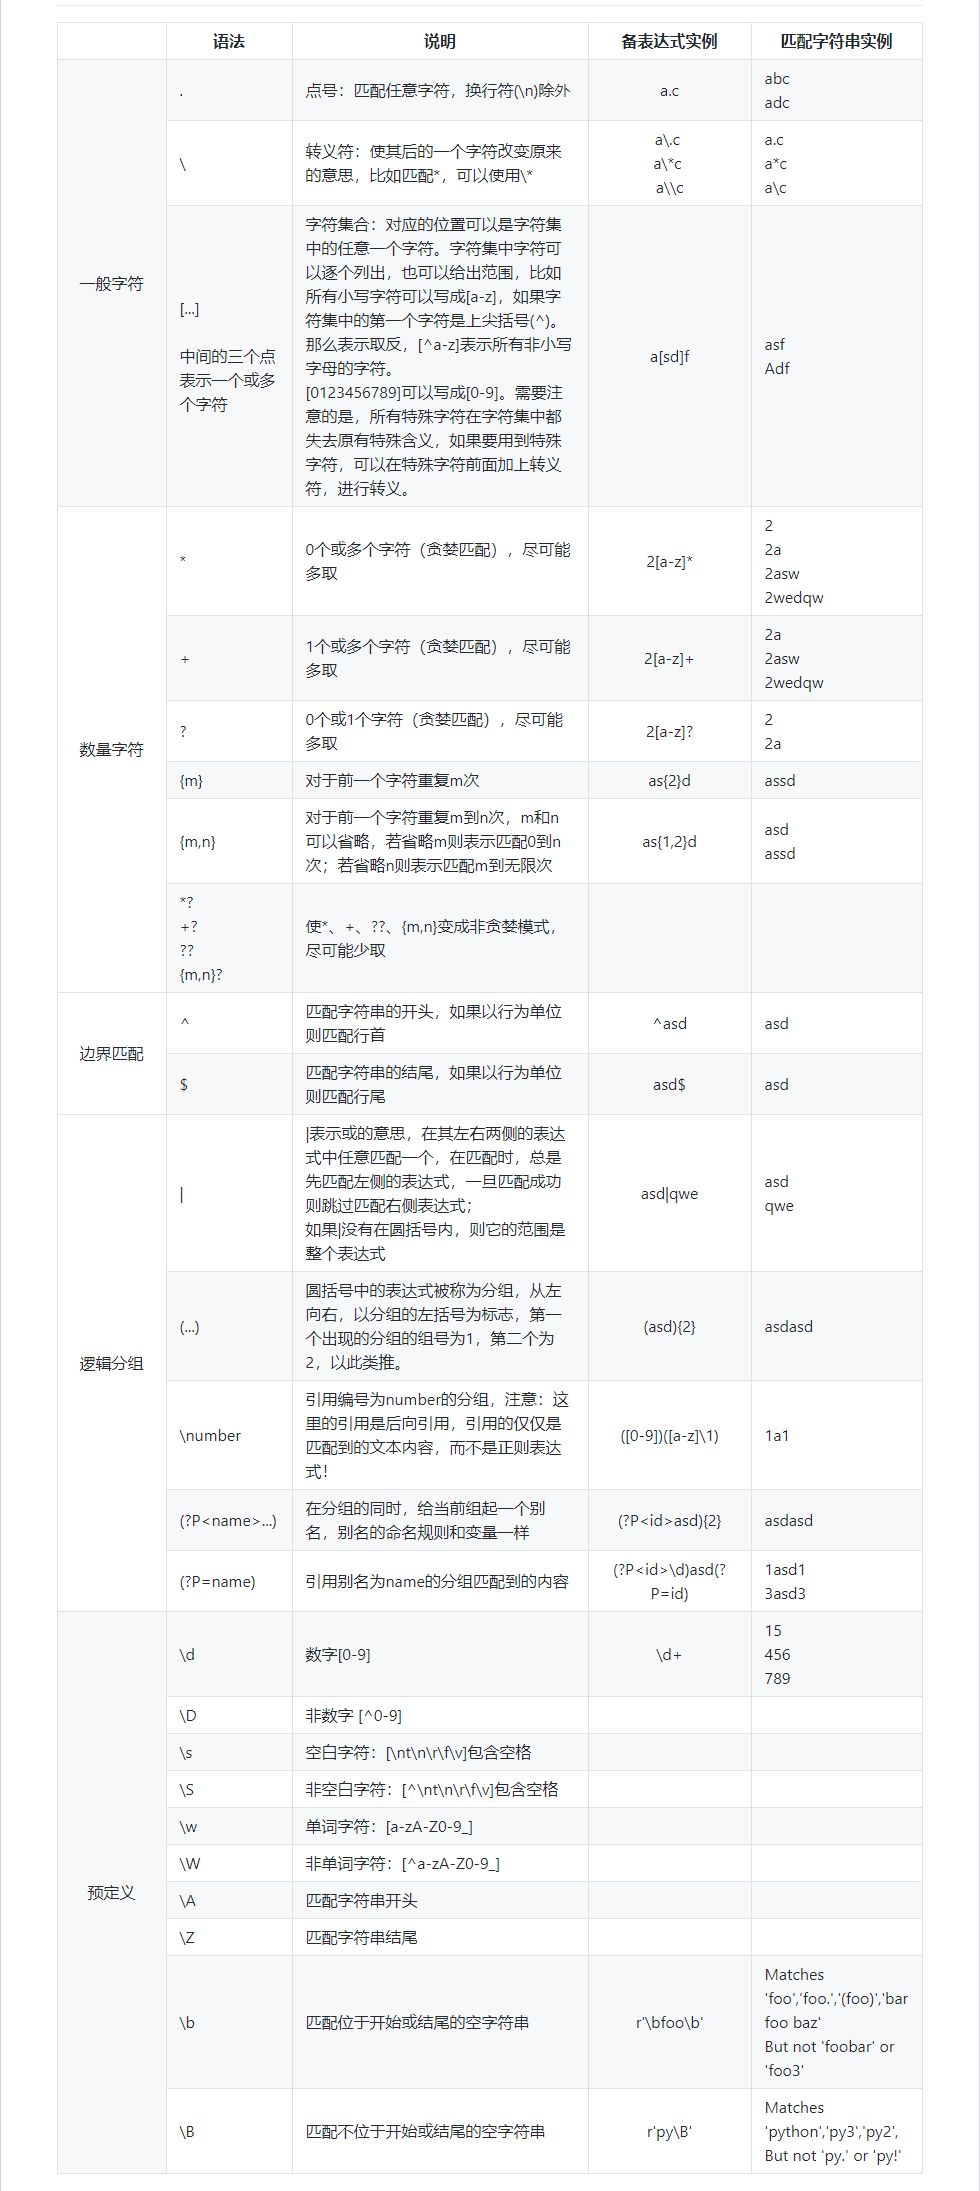 语法 说明 备表达式实例 匹配字符串实例
一般字符
. 点号：匹配任意字符，换行符(\n)除外 a.c
abc
adc
\
转义符：使其后的一个字符改变原来
的意思，比如匹配*，可以使用\*
a\.c
a\*c
a\\c
a.c
a*c
a\c
[...]
中间的三个点
表示一个或多
个字符
字符集合：对应的位置可以是字符集
中的任意一个字符。字符集中字符可
以逐个列出，也可以给出范围，比如
所有小写字符可以写成[a-z]，如果字
符集中的第一个字符是上尖括号(^)。
那么表示取反，[^a-z]表示所有非小写
字母的字符。
[0123456789]可以写成[0-9]。需要注
意的是，所有特殊字符在字符集中都
失去原有特殊含义，如果要用到特殊
字符，可以在特殊字符前面加上转义
符，进行转义。
a[sd]f
asf
Adf
数量字符
*
0个或多个字符（贪婪匹配），尽可能
多取
2[a-z]*
2
2a
2asw
2wedqw
+
1个或多个字符（贪婪匹配），尽可能
多取
2[a-z]+
2a
2asw
2wedqw
?
0个或1个字符（贪婪匹配），尽可能
多取
2[a-z]?
2
2a
{m} 对于前一个字符重复m次 as{2}d assd
{m,n}
对于前一个字符重复m到n次，m和n
可以省略，若省略m则表示匹配0到n
次；若省略n则表示匹配m到无限次
as{1,2}d
asd
assd
*?
+?
??
{m,n}?
使*、+、??、{m,n}变成非贪婪模式，
尽可能少取
边界匹配
^
匹配字符串的开头，如果以行为单位
则匹配行首
^asd
asd
$
匹配字符串的结尾，如果以行为单位
则匹配行尾
asd$
asd
逻辑分组
|
|表示或的意思，在其左右两侧的表达
式中任意匹配一个，在匹配时，总是
先匹配左侧的表达式，一旦匹配成功
则跳过匹配右侧表达式；
如果|没有在圆括号内，则它的范围是
整个表达式
asd|qwe
asd
qwe
(...)
圆括号中的表达式被称为分组，从左
向右，以分组的左括号为标志，第一
个出现的分组的组号为1，第二个为
2，以此类推。
(asd){2}
asdasd
\number
引用编号为number的分组，注意：这
里的引用是后向引用，引用的仅仅是
匹配到的文本内容，而不是正则表达
式！
([0-9])([a-z]\1)
1a1
(?P<name>...)
在分组的同时，给当前组起一个别
名，别名的命名规则和变量一样
(?P<id>asd){2}
asdasd
(?P=name) 引用别名为name的分组匹配到的内容
(?P<id>\d)asd(?
P=id)
1asd1
3asd3
预定义
\d 数字[0-9] \d+
15
456
789
\D 非数字 [^0-9]
\s 空白字符：[\nt\n\r\f\v]包含空格
\S 非空白字符：[^\nt\n\r\f\v]包含空格
\w 单词字符：[a-zA-Z0-9_]
\W 非单词字符：[^a-zA-Z0-9_]
\A 匹配字符串开头
\Z 匹配字符串结尾
\b 匹配位于开始或结尾的空字符串 r'\bfoo\b'
Matches
'foo','foo.','(foo)','bar
foo baz'
But not 'foobar' or
'foo3'
\B 匹配不位于开始或结尾的空字符串 r'py\B'
Matches
'python','py3','py2',
But not 'py.' or 'py!'